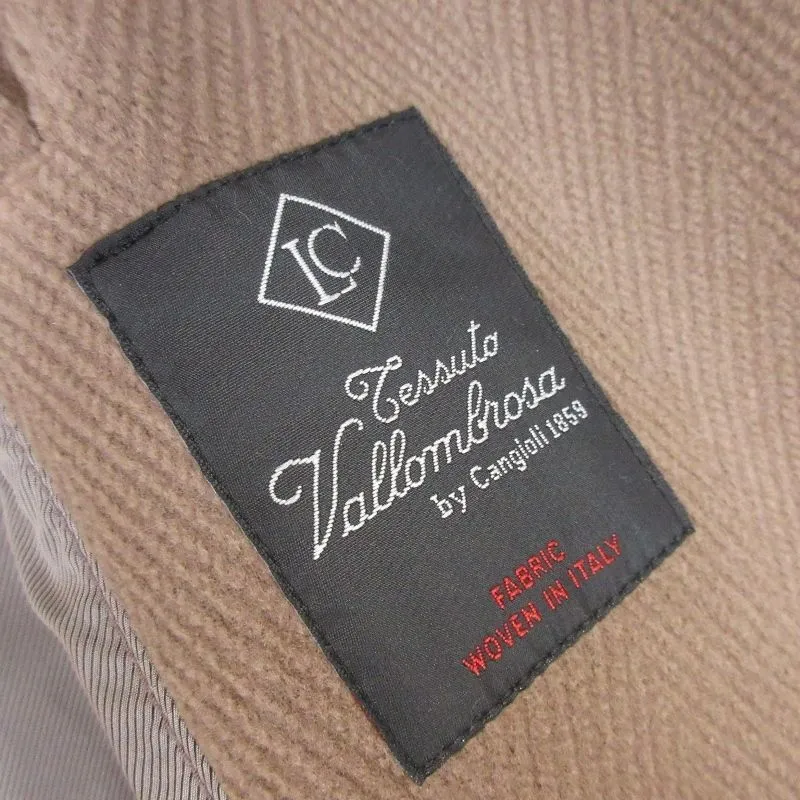 LC
Tessuto
Vallombrosa
by Cangioli 1859
FABRIC
WOVEN IN ITALY